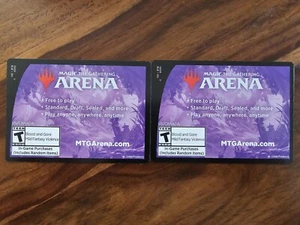 MAGIC: THE GATHERING
ARENA
• Free to play
• Standard, Draft, Sealed, and more
• Play anyone, anywhere, anytime
TEEN
T
Blood and Gore
Mild Fantasy Violence
In-Game Purchases
(Includes Random Items)
MTGArena.com
MAGIC: THE GATHERING
ARENA
• Free to play
• Standard, Draft, Sealed, and more
• Play anyone, anywhere, anytime
TEEN
T
Blood and Gore
Mild Fantasy Violence
In-Game Purchases
(Includes Random Items)
MTGArena.com